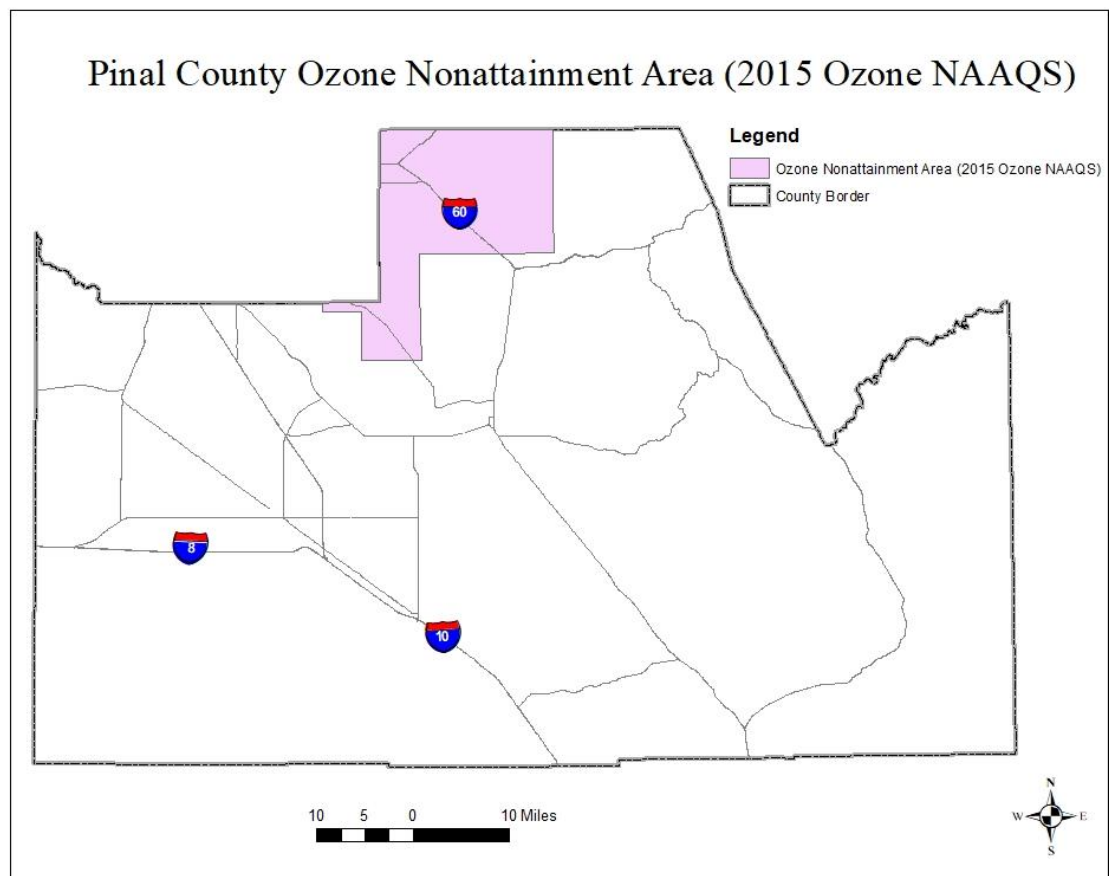 Pinal County Ozone Nonattainment Area (2015 Ozone NAAQS)
Legend
Ozone Nonattainment Area (2015 Ozone NAAQS)
County Border
60
8
10
10 5 0 10 Miles
N
W E
S